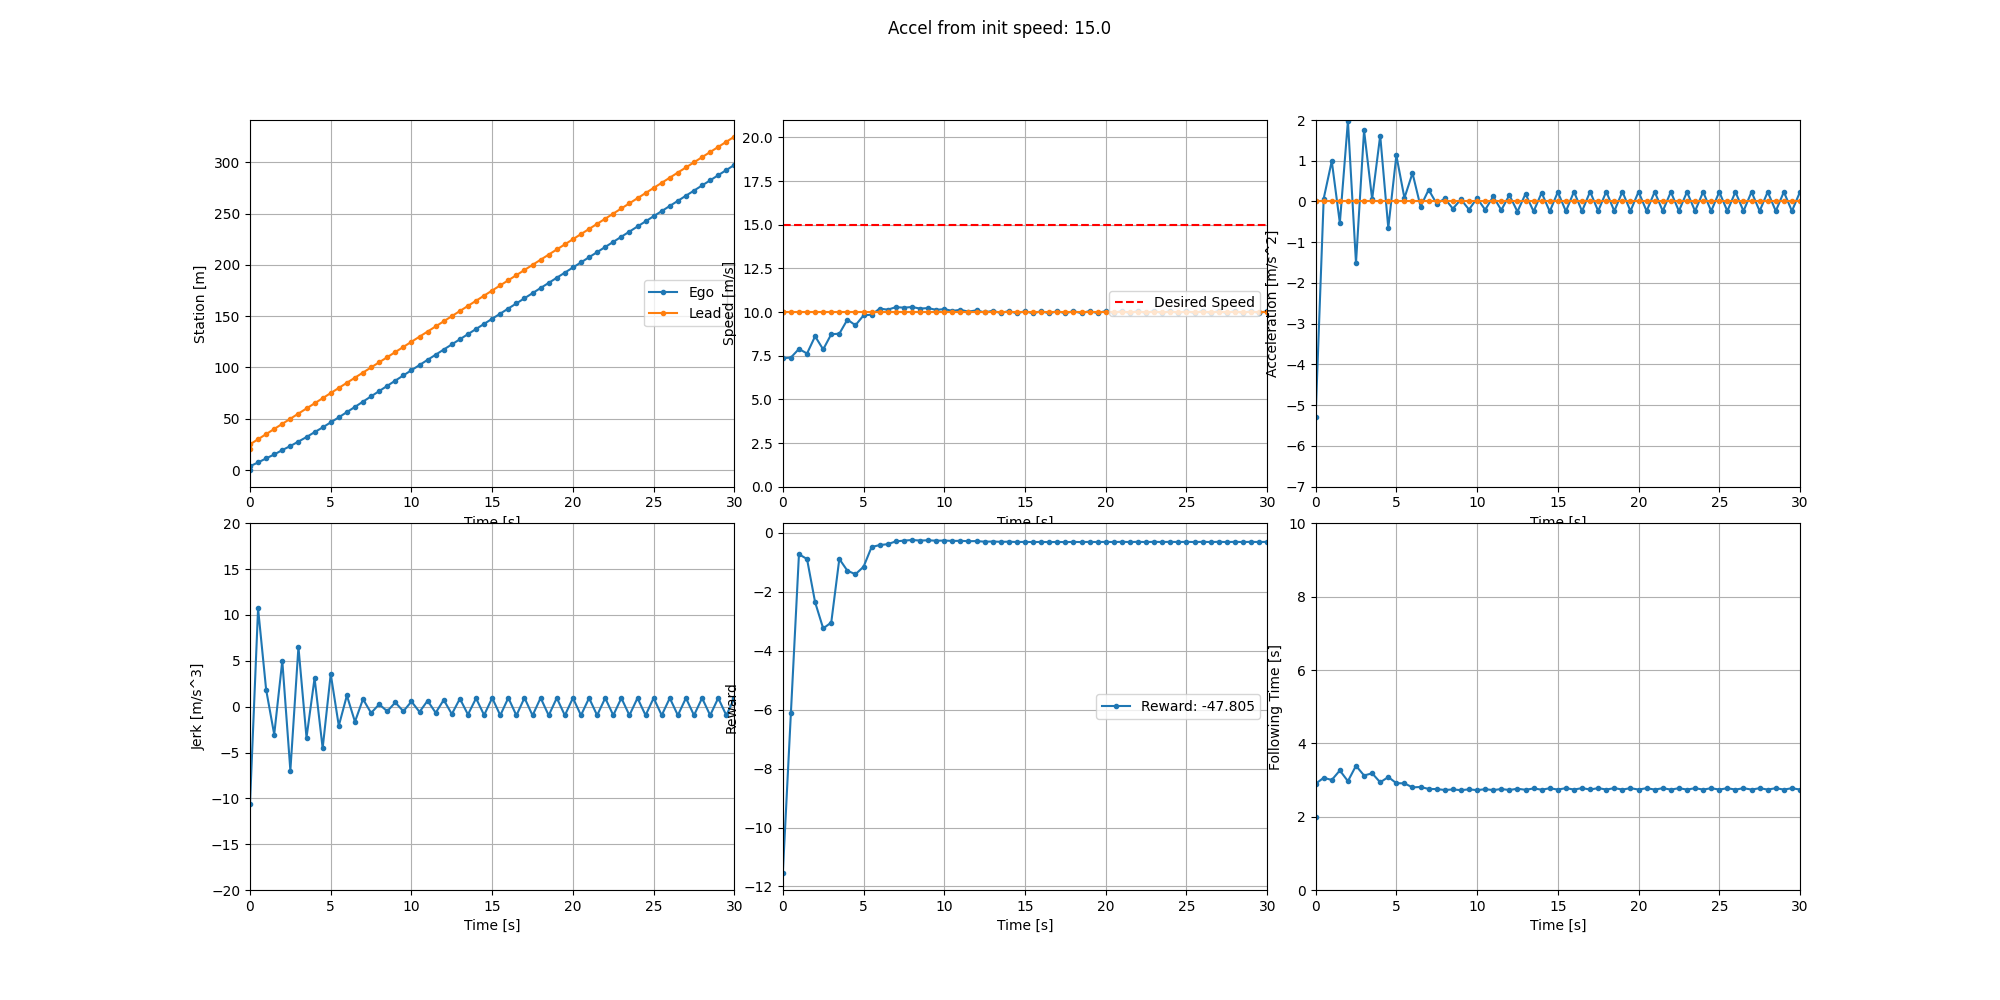 Accel from init speed: 15.0
Station [m]
300
250
200
150
100
50
0
0 5 10 15 20 25 30
Time [s]
Ego
Lead
Speed [m/s]
20.0
17.5
15.0
12.5
10.0
7.5
5.0
2.5
0.0
0 5 10 15 20 25 30
Time [s]
Desired Speed
Acceleration [m/s^2]
2
1
0
−1
−2
−3
−4
−5
−6
−7
0 5 10 15 20 25 30
Time [s]
Jerk [m/s^3]
20
15
10
5
0
−5
−10
−15
−20
0 5 10 15 20 25 30
Time [s]
Reward
0
−2
−4
−6
−8
−10
−12
0 5 10 15 20 25 30
Time [s]
Reward: -47.805
Following Time [s]
10
8
6
4
2
0
0 5 10 15 20 25 30
Time [s]